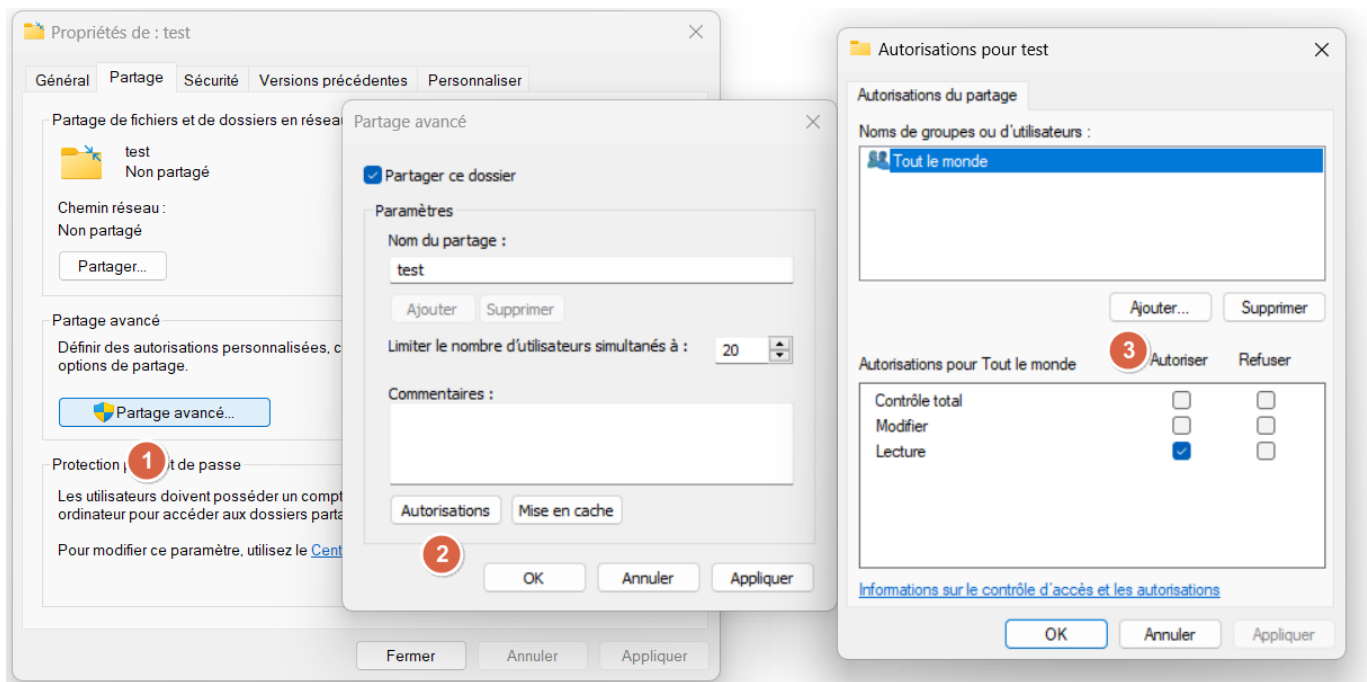 Propriétés de : test
Général Partage Sécurité Versions précédentes Personnaliser
Partage de fichiers et de dossiers en résea
test
Non partagé
Chemin réseau :
Non partagé
Partager...
Partage avancé
Définir des autorisations personnalisées, c
options de partage.
Partage avancé...
1
Protection t de passe
Les utilisateurs doivent posséder un compt
ordinateur pour accéder aux dossiers parta
Pour modifier ce paramètre, utilisez le Cent
Fermer Annuler Appliquer
Partage avancé
Partager ce dossier
Paramètres
Nom du partage :
test
Ajouter Supprimer
Limiter le nombre d'utilisateurs simultanés à : 20
Commentaires :
Autorisations Mise en cache
2
OK Annuler Appliquer
Autorisations pour test
Autorisations du partage
Noms de groupes ou d'utilisateurs :
Tout le monde
Ajouter... Supprimer
3
Autorisations pour Tout le monde Autoriser Refuser
Contrôle total
Modifier
Lecture
Informations sur le contrôle d'accès et les autorisations
OK Annuler Appliquer